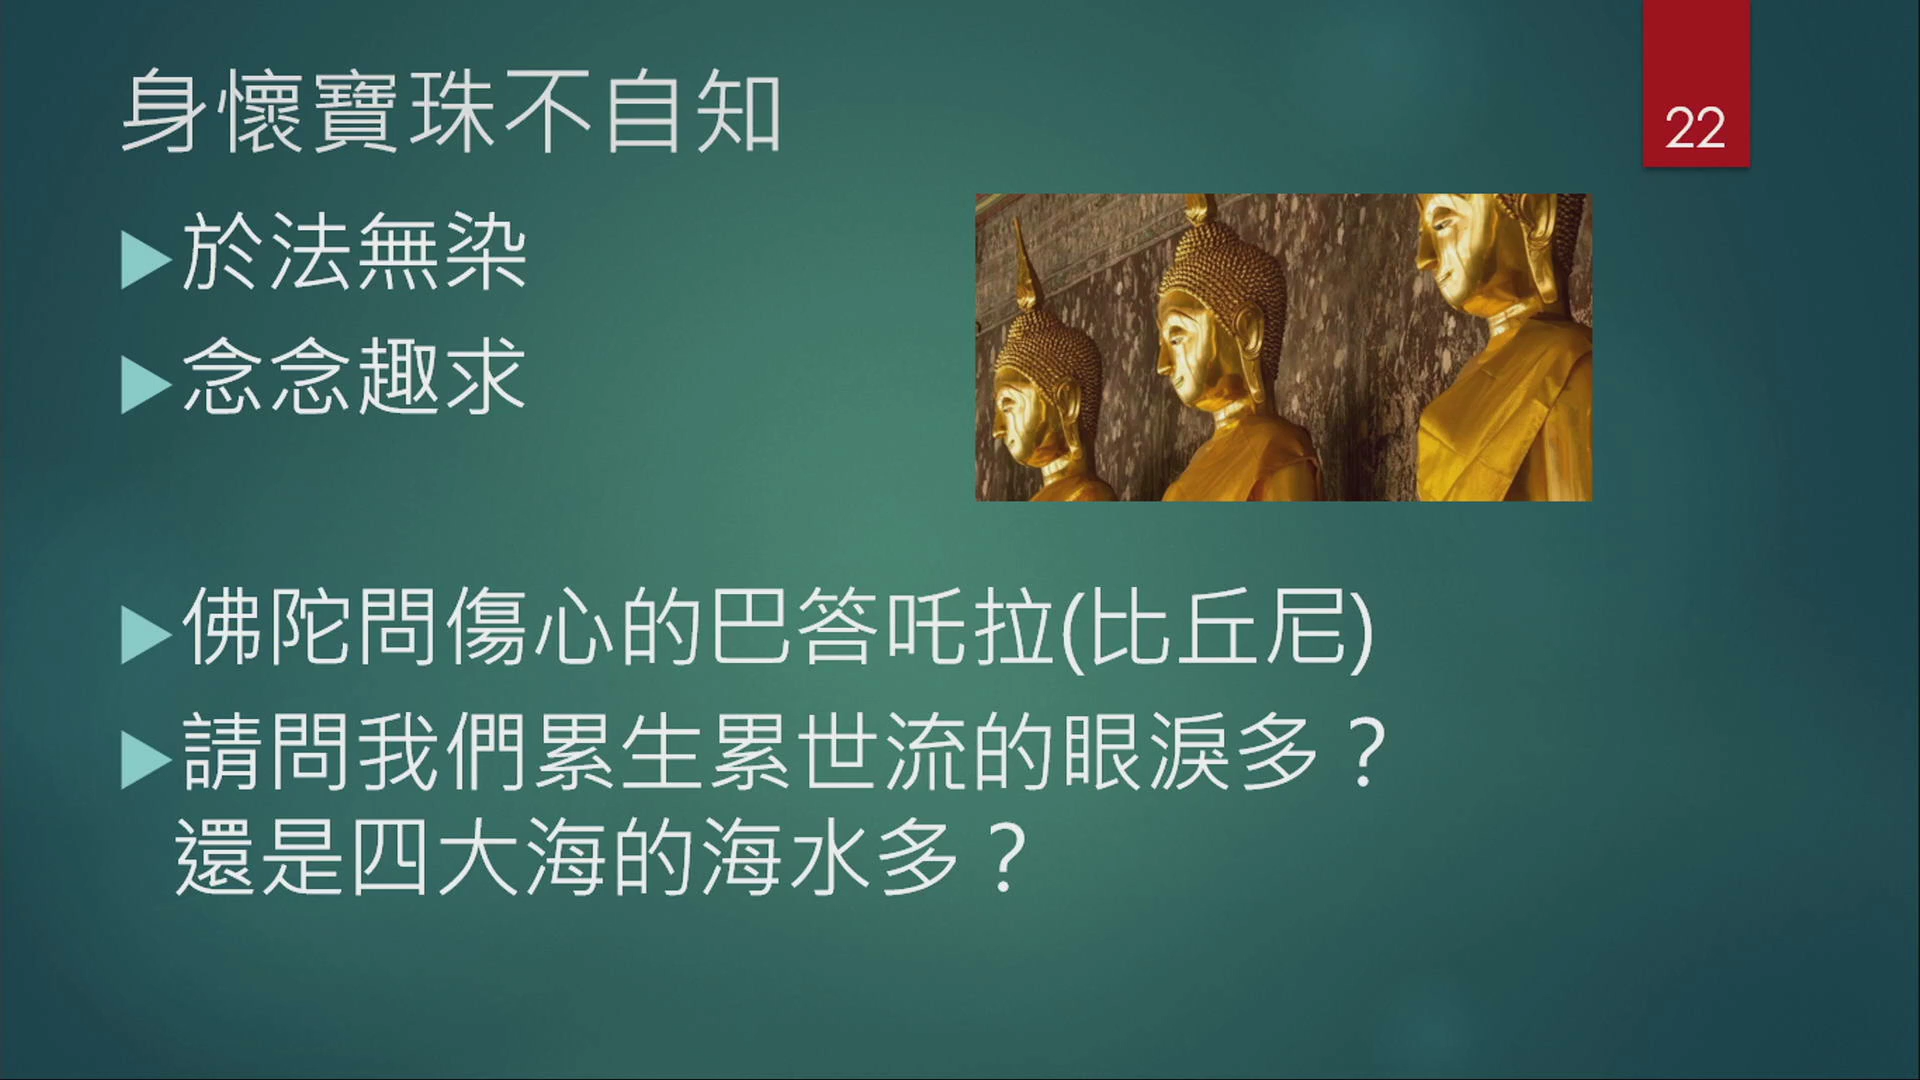 身懷寶珠不自知
22
於法無染
念念趣求
佛陀問傷心的巴答吒拉(比丘尼)
請問我們累生累世流的眼淚多？
還是四大海的海水多？